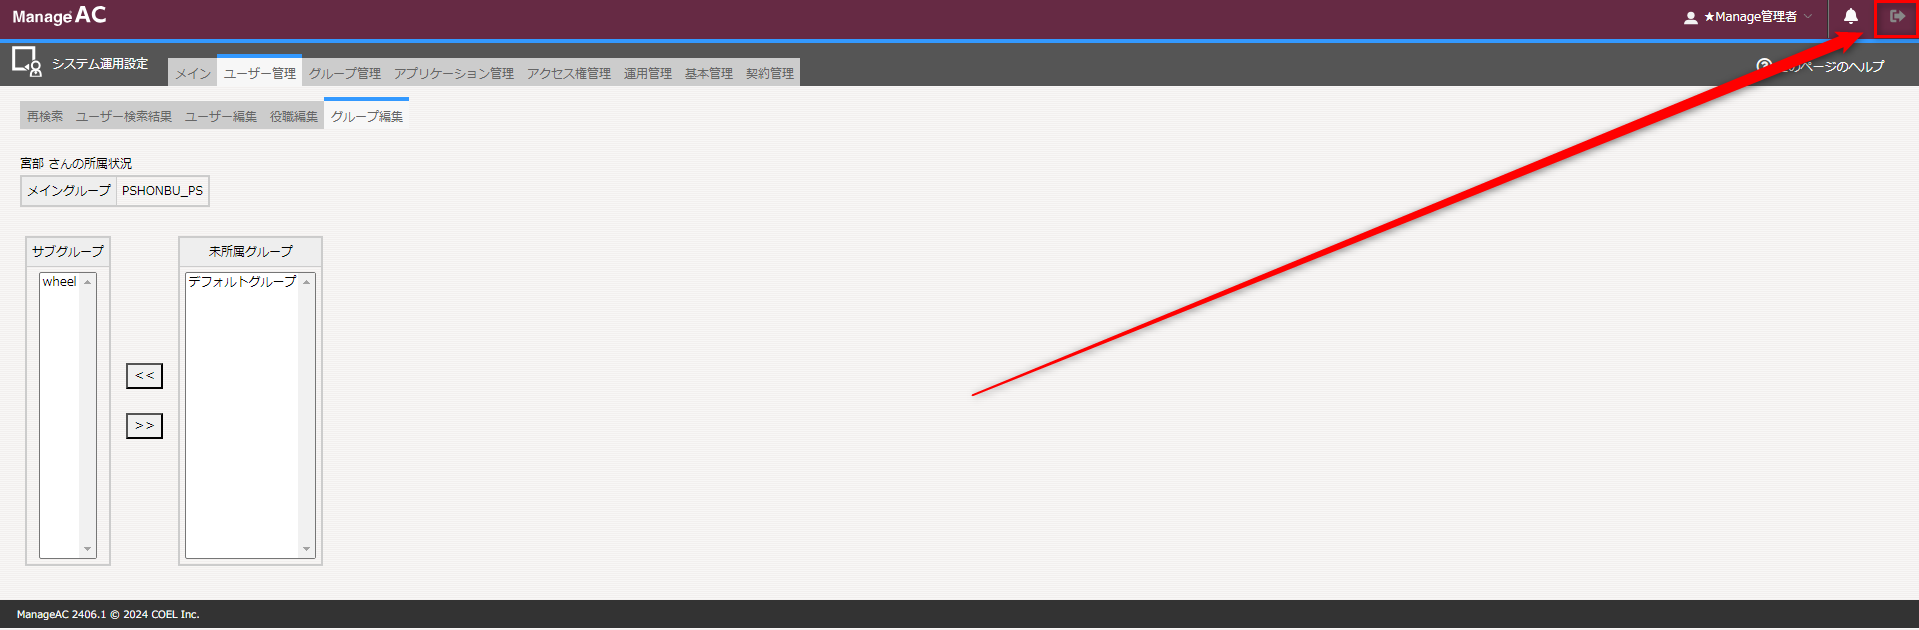 ManageAC
★Manage管理者
システム運用設定
メイン ユーザー管理 グループ管理 アプリケーション管理 アクセス権管理 運用管理 基本管理 契約管理
のページのヘルプ
再検索 ユーザー検索結果 ユーザー編集 役職編集 グループ編集
宮部 さんの所属状況
メイングループ PSHONBU_PS
サブグループ 未所属グループ
wheel デフォルトグループ
<<
>>
ManageAC 2406.1 © 2024 COEL Inc.